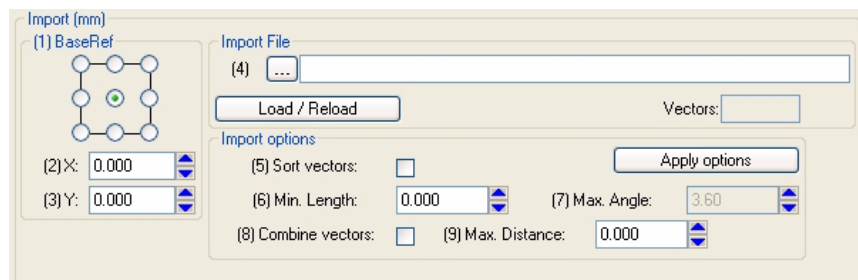 Import (mm)
(1) BaseRef
(2) X: 0.000
(3) Y: 0.000
Import File
(4) ...
Load / Reload Vectors:
Import options
(5) Sort vectors: Apply options
(6) Min. Length: 0.000 (7) Max. Angle: 3.60
(8) Combine vectors: (9) Max. Distance: 0.000